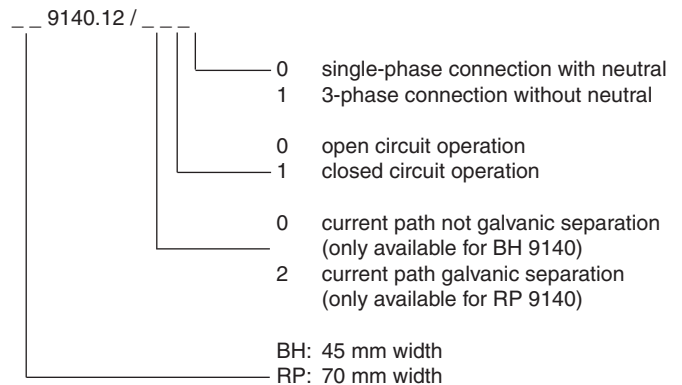 _ _ 9140.12 / _ _ _
0 single-phase connection with neutral
1 3-phase connection without neutral
0 open circuit operation
1 closed circuit operation
0 current path not galvanic separation
(only available for BH 9140)
2 current path galvanic separation
(only available for RP 9140)
BH: 45 mm width
RP: 70 mm width